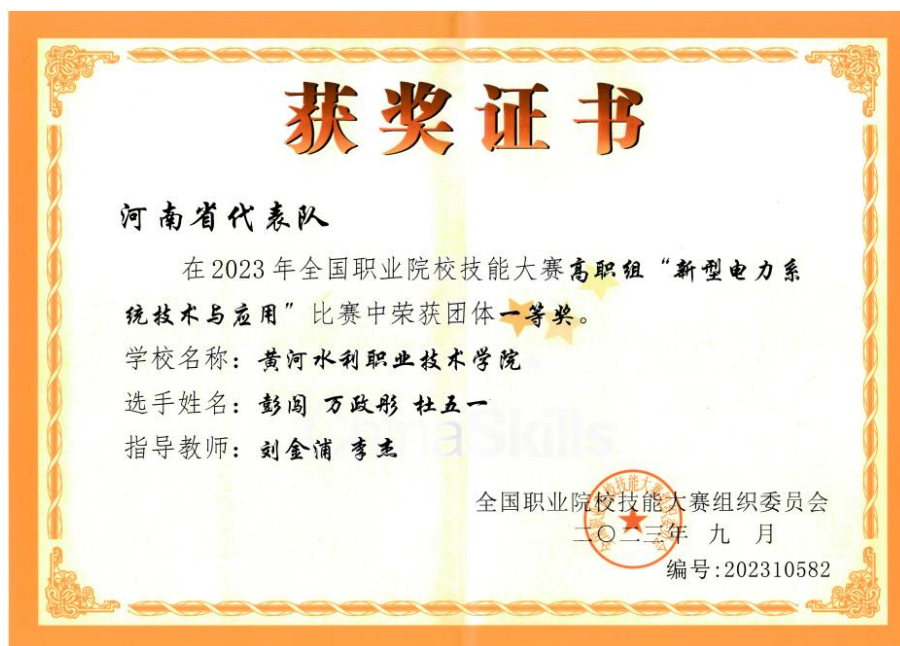 获奖证书
河南省代表队
在2023年全国职业院校技能大赛高职组“新型电力系
统技术与应用”比赛中荣获团体一等奖。
学校名称：黄河水利职业技术学院
选手姓名：彭闯 万政彤 杜五一
指导教师：刘金浦 李杰
ChinaSkills
全国职业院校技能大赛组织委员会
二〇二三年 九 月
编号:202310582